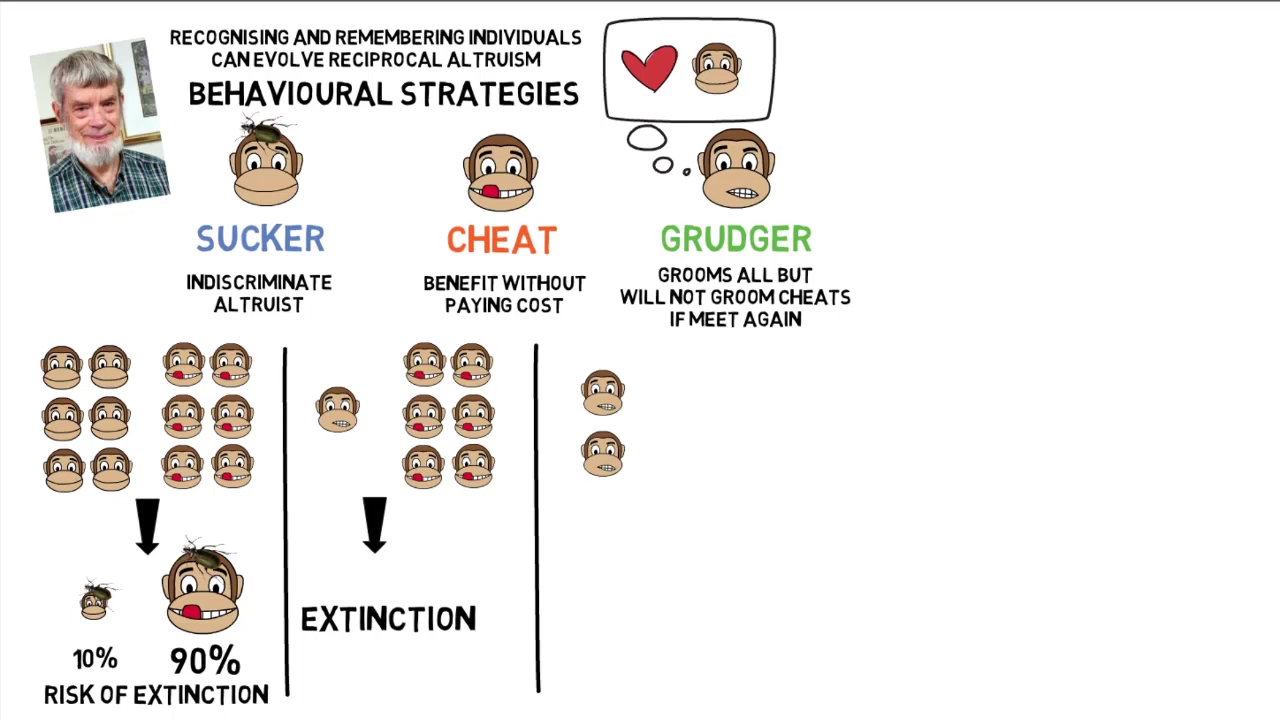 RECOGNISING AND REMEMBERING INDIVIDUALS
CAN EVOLVE RECIPROCAL ALTRUISM
BEHAVIOURAL STRATEGIES
SUCKER
INDISCRIMINATE
ALTRUIST
CHEAT
BENEFIT WITHOUT
PAYING COST
GRUDGER
GROOMS ALL BUT
WILL NOT GROOM CHEATS
IF MEET AGAIN
10% 90%
RISK OF EXTINCTION
EXTINCTION